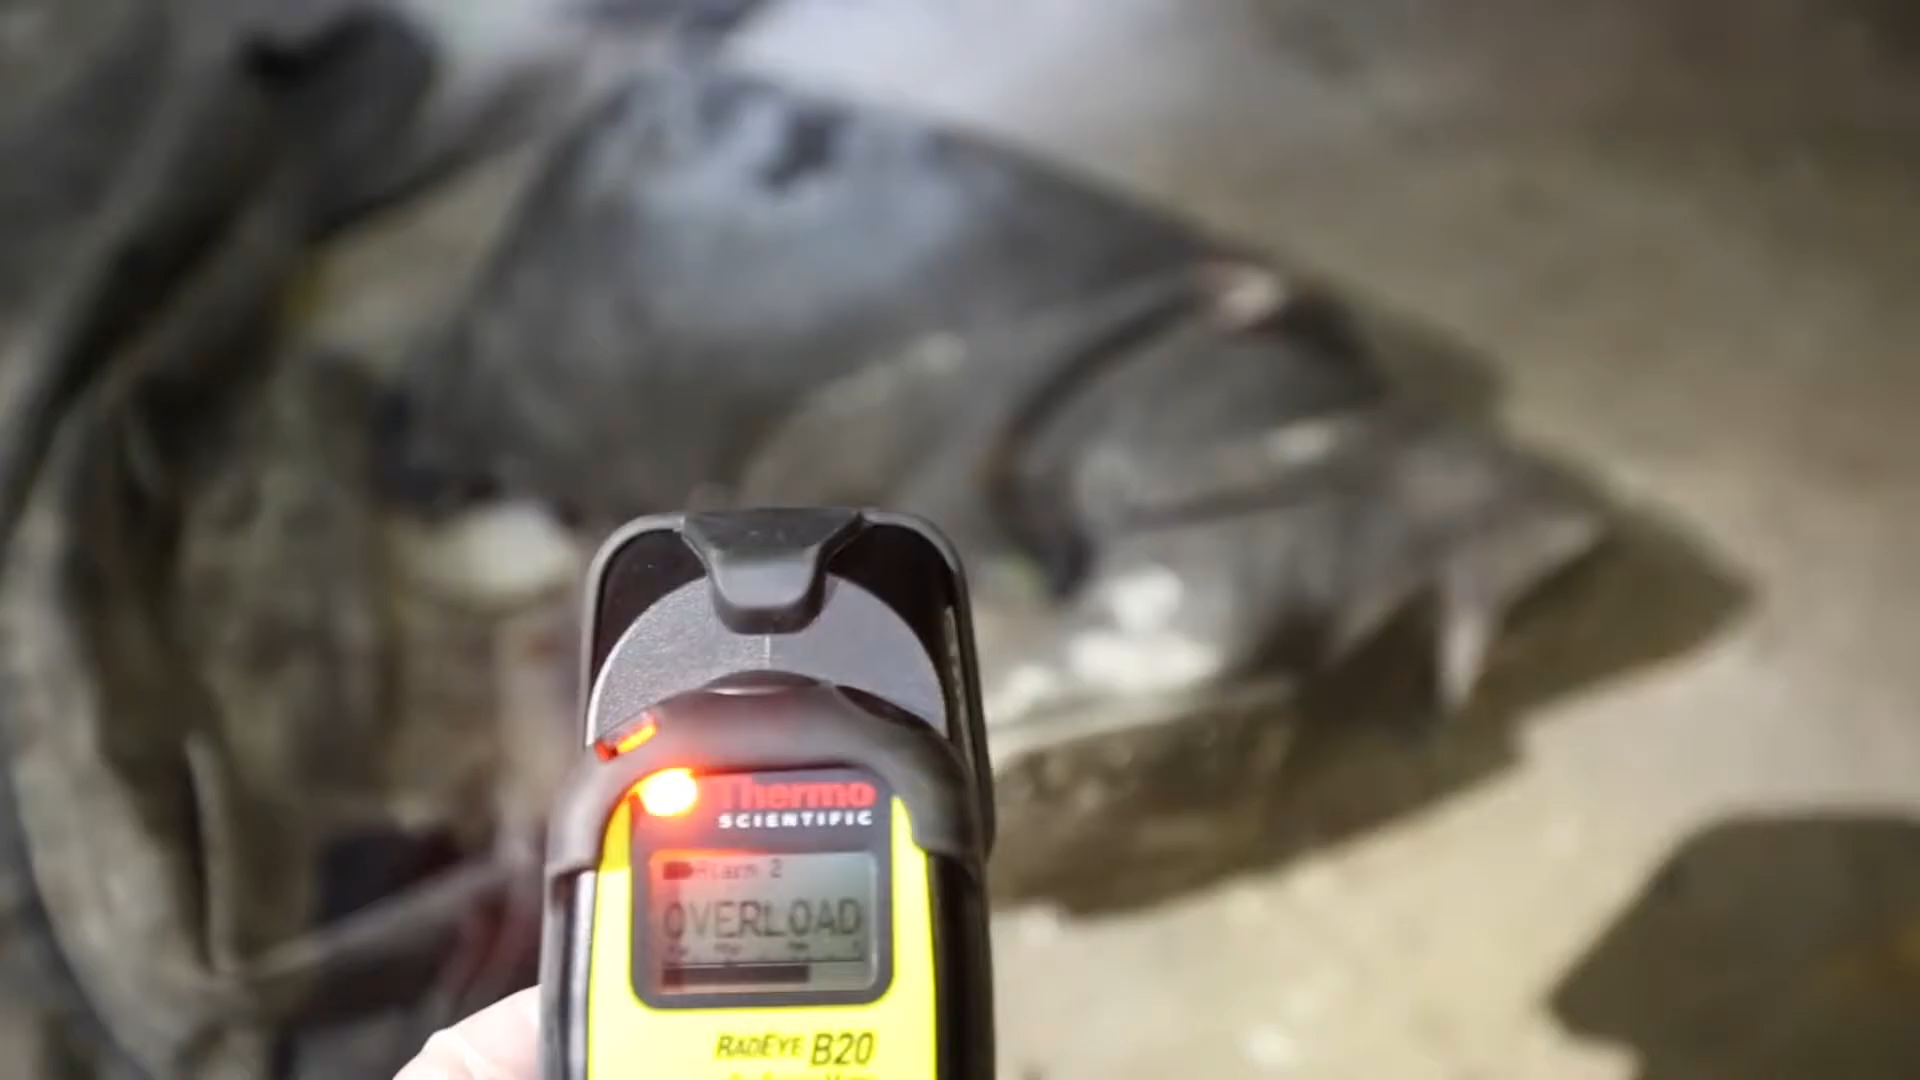 Thermo
SCIENTIFIC
Alarm 2
OVERLOAD
RADEYE B20